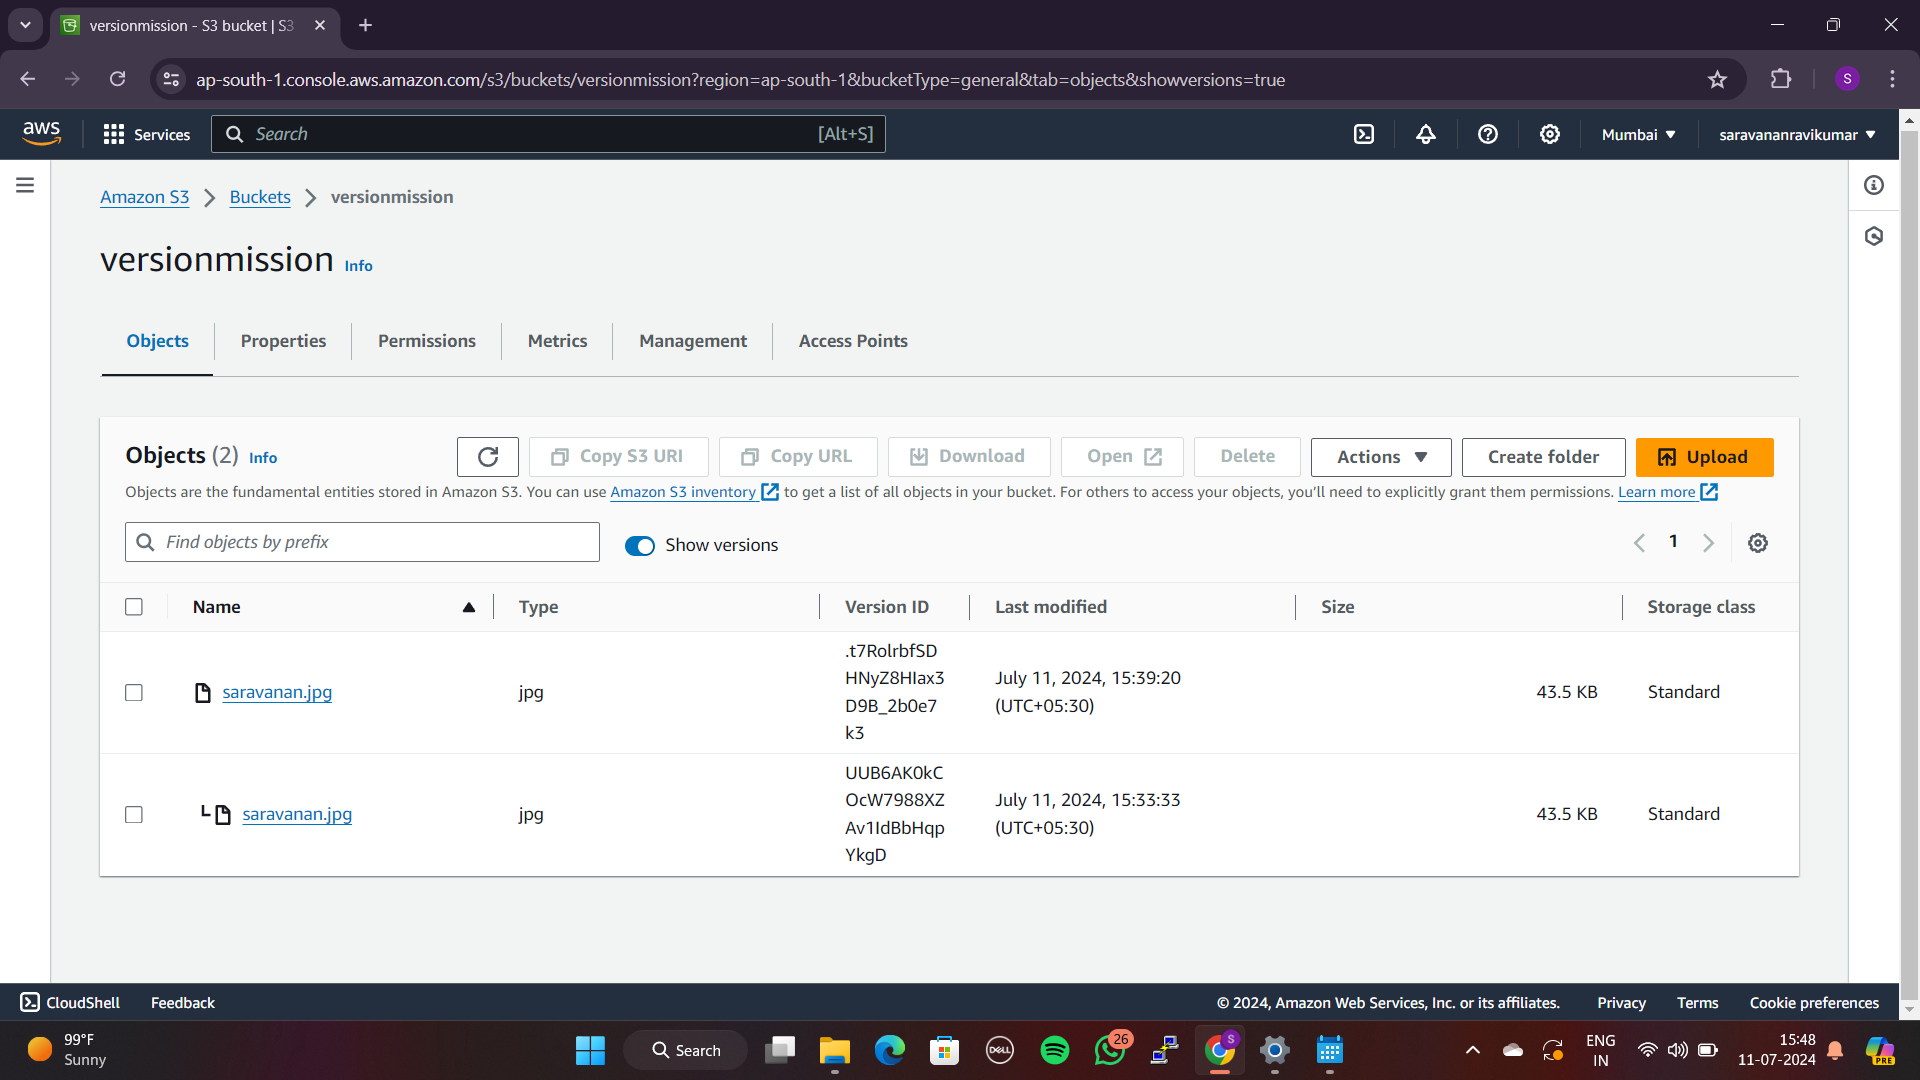 versionmission - S3 bucket | S3
ap-south-1.console.aws.amazon.com/s3/buckets/versionmission?region=ap-south-1&bucketType=general&tab=objects&showversions=true
S
aws
Services
Search
[Alt+S]
Mumbai
saravananravikumar
Amazon S3
Buckets
versionmission
versionmission
Info
Objects
Properties
Permissions
Metrics
Management
Access Points
Objects (2)
Info
Copy S3 URI
Copy URL
Download
Open
Delete
Actions
Create folder
Upload
Objects are the fundamental entities stored in Amazon S3. You can use Amazon S3 inventory to get a list of all objects in your bucket. For others to access your objects, you'll need to explicitly grant them permissions. Learn more
Find objects by prefix
Show versions
1
Name
Type
Version ID
Last modified
Size
Storage class
saravanan.jpg
jpg
.t7RolrbfSD
HNyZ8HIax3
D9B_2b0e7
k3
July 11, 2024, 15:39:20
(UTC+05:30)
43.5 KB
Standard
saravanan.jpg
jpg
UUB6AK0kC
OcW7988XZ
Av1IdBbHqp
YkgD
July 11, 2024, 15:33:33
(UTC+05:30)
43.5 KB
Standard
CloudShell
Feedback
© 2024, Amazon Web Services, Inc. or its affiliates.
Privacy
Terms
Cookie preferences
99°F
Sunny
Search
DELL
26
S
ENG
IN
15:48
11-07-2024
PRE